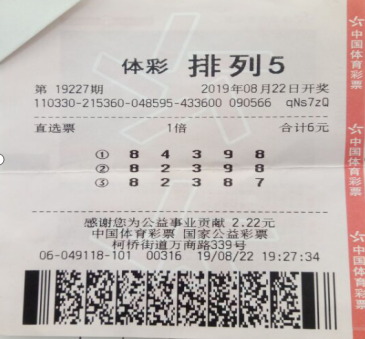 体彩 排列5
第 19227期 2019年08月22日开奖
110330-215360-048595-433600 090566 qNs7zQ
直选票 1倍 合计6元
① 8 4 3 9 8
② 8 2 3 9 8
③ 8 2 3 8 7
感谢您为公益事业贡献 2.22元
中国体育彩票 国家公益彩票
柯桥街道万商路339号
06-049118-101 00316 19/08/22 19:27:34
中国体育彩票
中国体育彩票
中国体育彩票